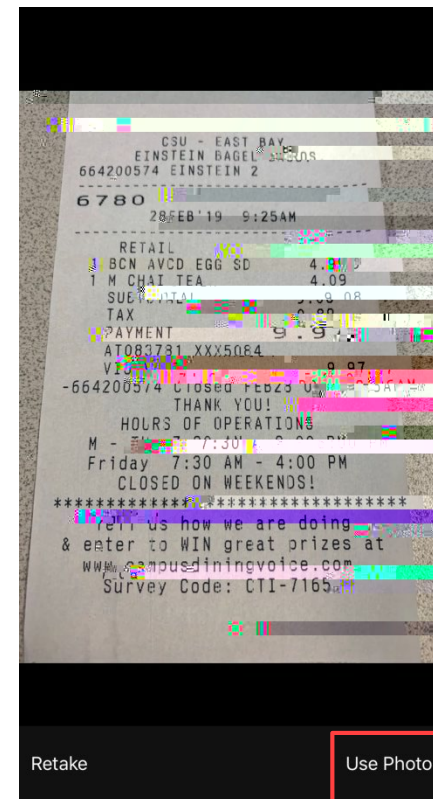 CSU - EAST BAY
EINSTEIN BAGEL
664200574 EINSTEIN 2
6780
28FEB'19 9:25AM
RETAIL
1 BCN AVCD EGG SD
1 M CHAI TEA 4.09
TAX
PAYMENT
AT083731 XXX5084
9.97
-664200574 Closed FEB28
THANK YOU!
HOURS OF OPERATIONS
M -
Friday 7:30 AM - 4:00 PM
CLOSED ON WEEKENDS!
***********************************
Tell us how we are doing
& enter to WIN great prizes at
Survey Code: CTI-7165
Retake Use Photo